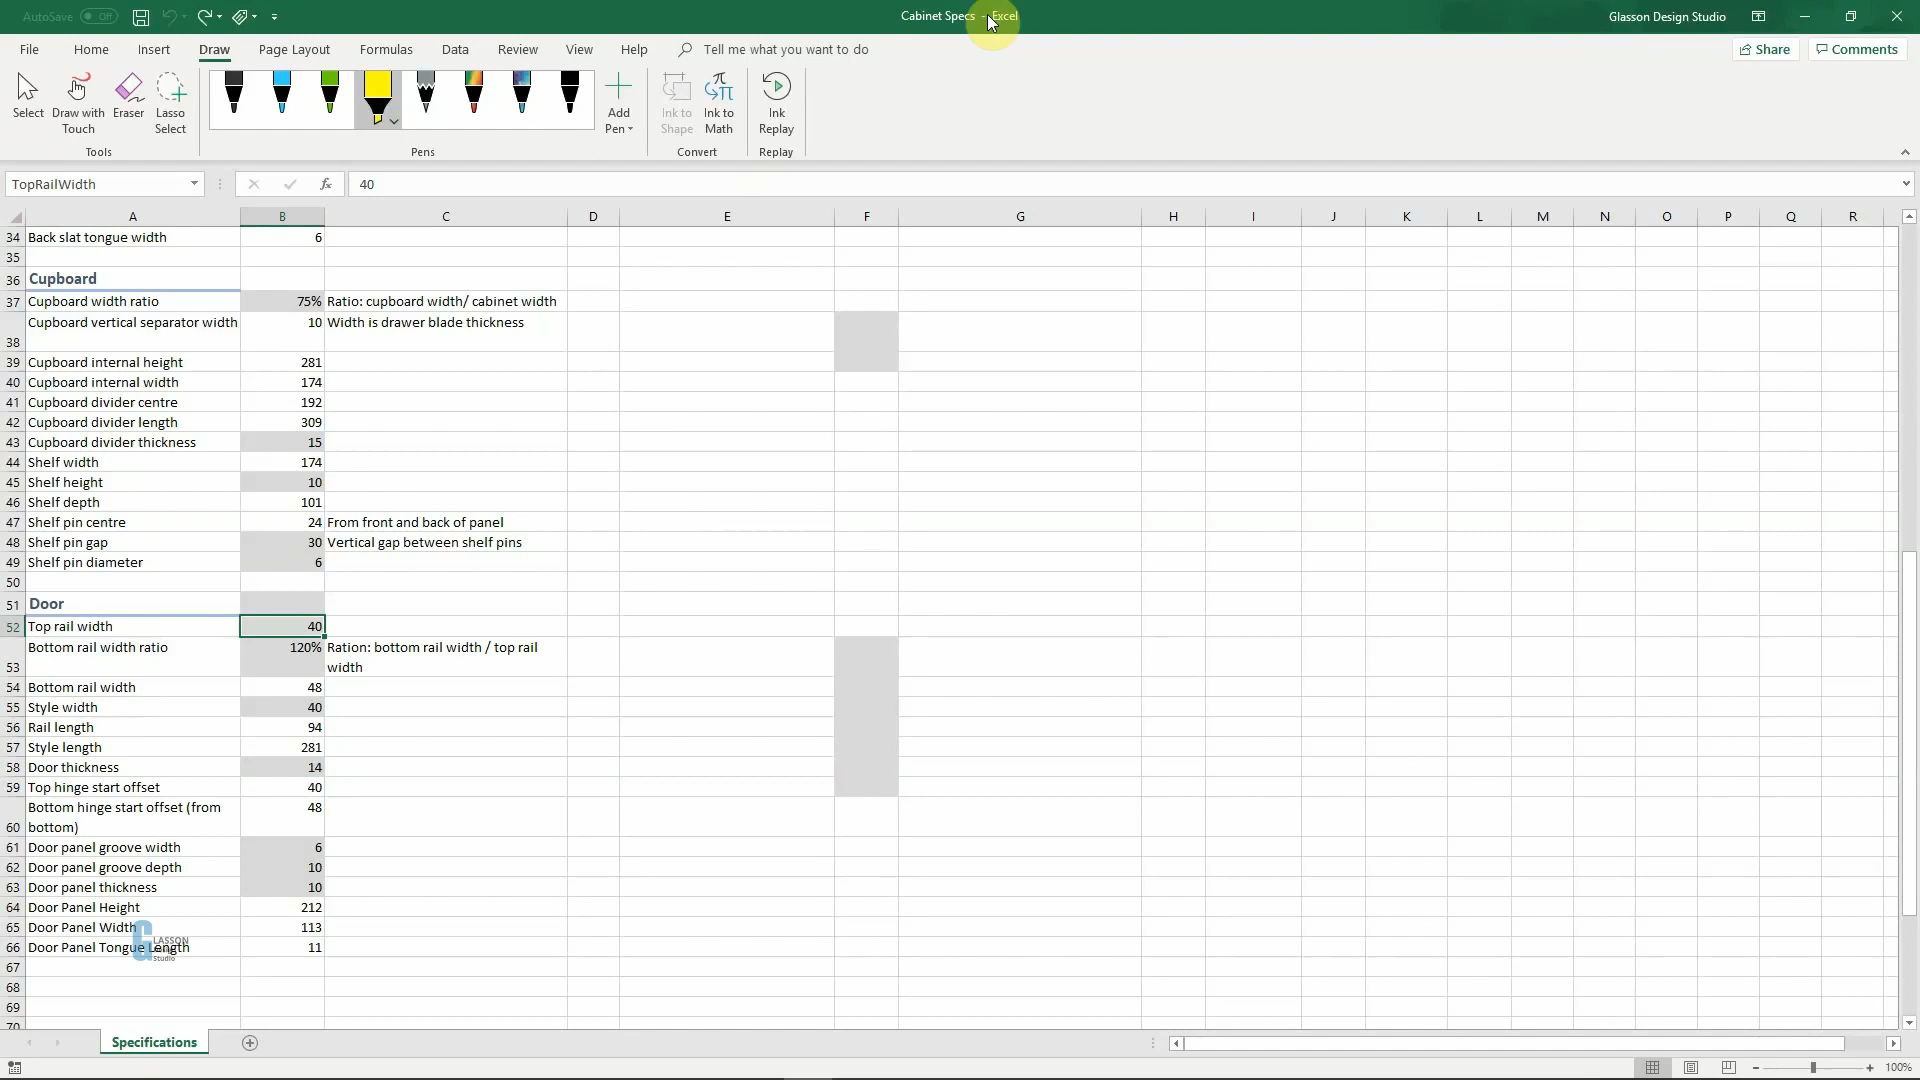 AutoSave Off
Cabinet Specs - Excel
Glasson Design Studio
File Home Insert Draw Page Layout Formulas Data Review View Help Tell me what you want to do
Share Comments
Select
Draw with Touch
Eraser
Lasso Select
Add Pen
Ink to Shape
Ink to Math
Ink Replay
Tools Pens Convert Replay
TopRailWidth fx 40
A B C D E F G H I J K L M N O P Q R
34 Back slat tongue width 6
35
36 Cupboard
37 Cupboard width ratio 75% Ratio: cupboard width/ cabinet width
38 Cupboard vertical separator width 10 Width is drawer blade thickness
39 Cupboard internal height 281
40 Cupboard internal width 174
41 Cupboard divider centre 192
42 Cupboard divider length 309
43 Cupboard divider thickness 15
44 Shelf width 174
45 Shelf height 10
46 Shelf depth 101
47 Shelf pin centre 24 From front and back of panel
48 Shelf pin gap 30 Vertical gap between shelf pins
49 Shelf pin diameter 6
50
51 Door
52 Top rail width 40
53 Bottom rail width ratio 120% Ration: bottom rail width / top rail width
54 Bottom rail width 48
55 Style width 40
56 Rail length 94
57 Style length 281
58 Door thickness 14
59 Top hinge start offset 40
60 Bottom hinge start offset (from bottom) 48
61 Door panel groove width 6
62 Door panel groove depth 10
63 Door panel thickness 10
64 Door Panel Height 212
65 Door Panel Width 113
66 Door Panel Tongue Length 11
GLASSON
Studio
67
68
69
70
Specifications
100%